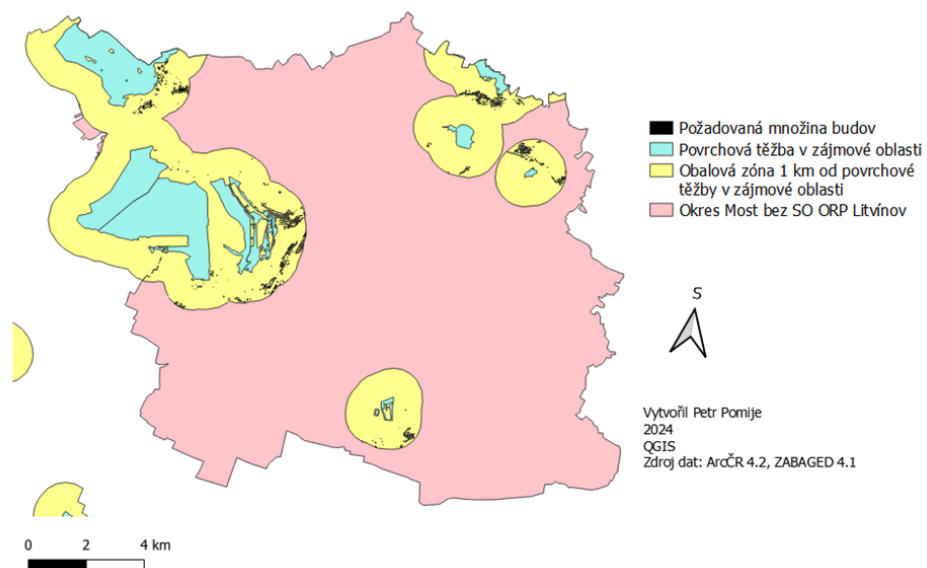 Požadovaná množina budov
Povrchová těžba v zájmové oblasti
Obalová zóna 1 km od povrchové
těžby v zájmové oblasti
Okres Most bez SO ORP Litvínov
S
Vytvořil Petr Pomije
2024
QGIS
Zdroj dat: ArcČR 4.2, ZABAGED 4.1
0 2 4 km